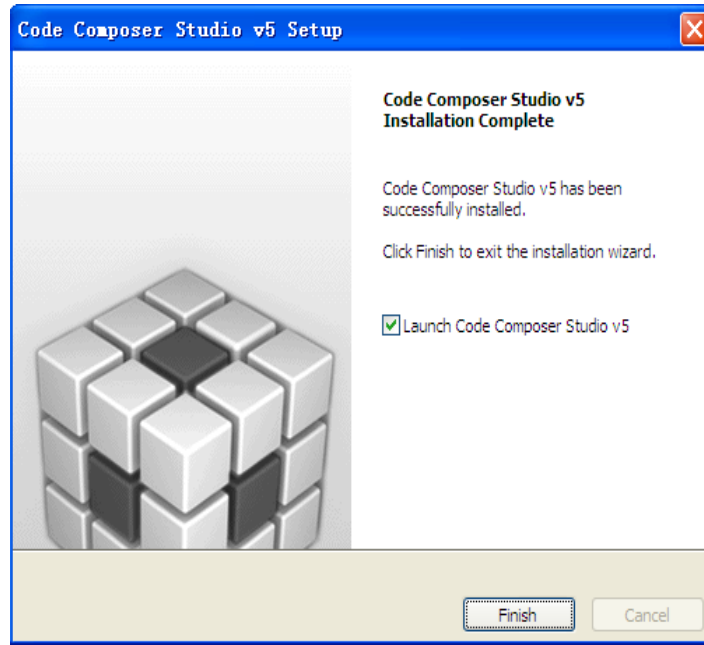 Code Composer Studio v5 Setup
Code Composer Studio v5
Installation Complete
Code Composer Studio v5 has been
successfully installed.
Click Finish to exit the installation wizard.
Launch Code Composer Studio v5
Finish
Cancel